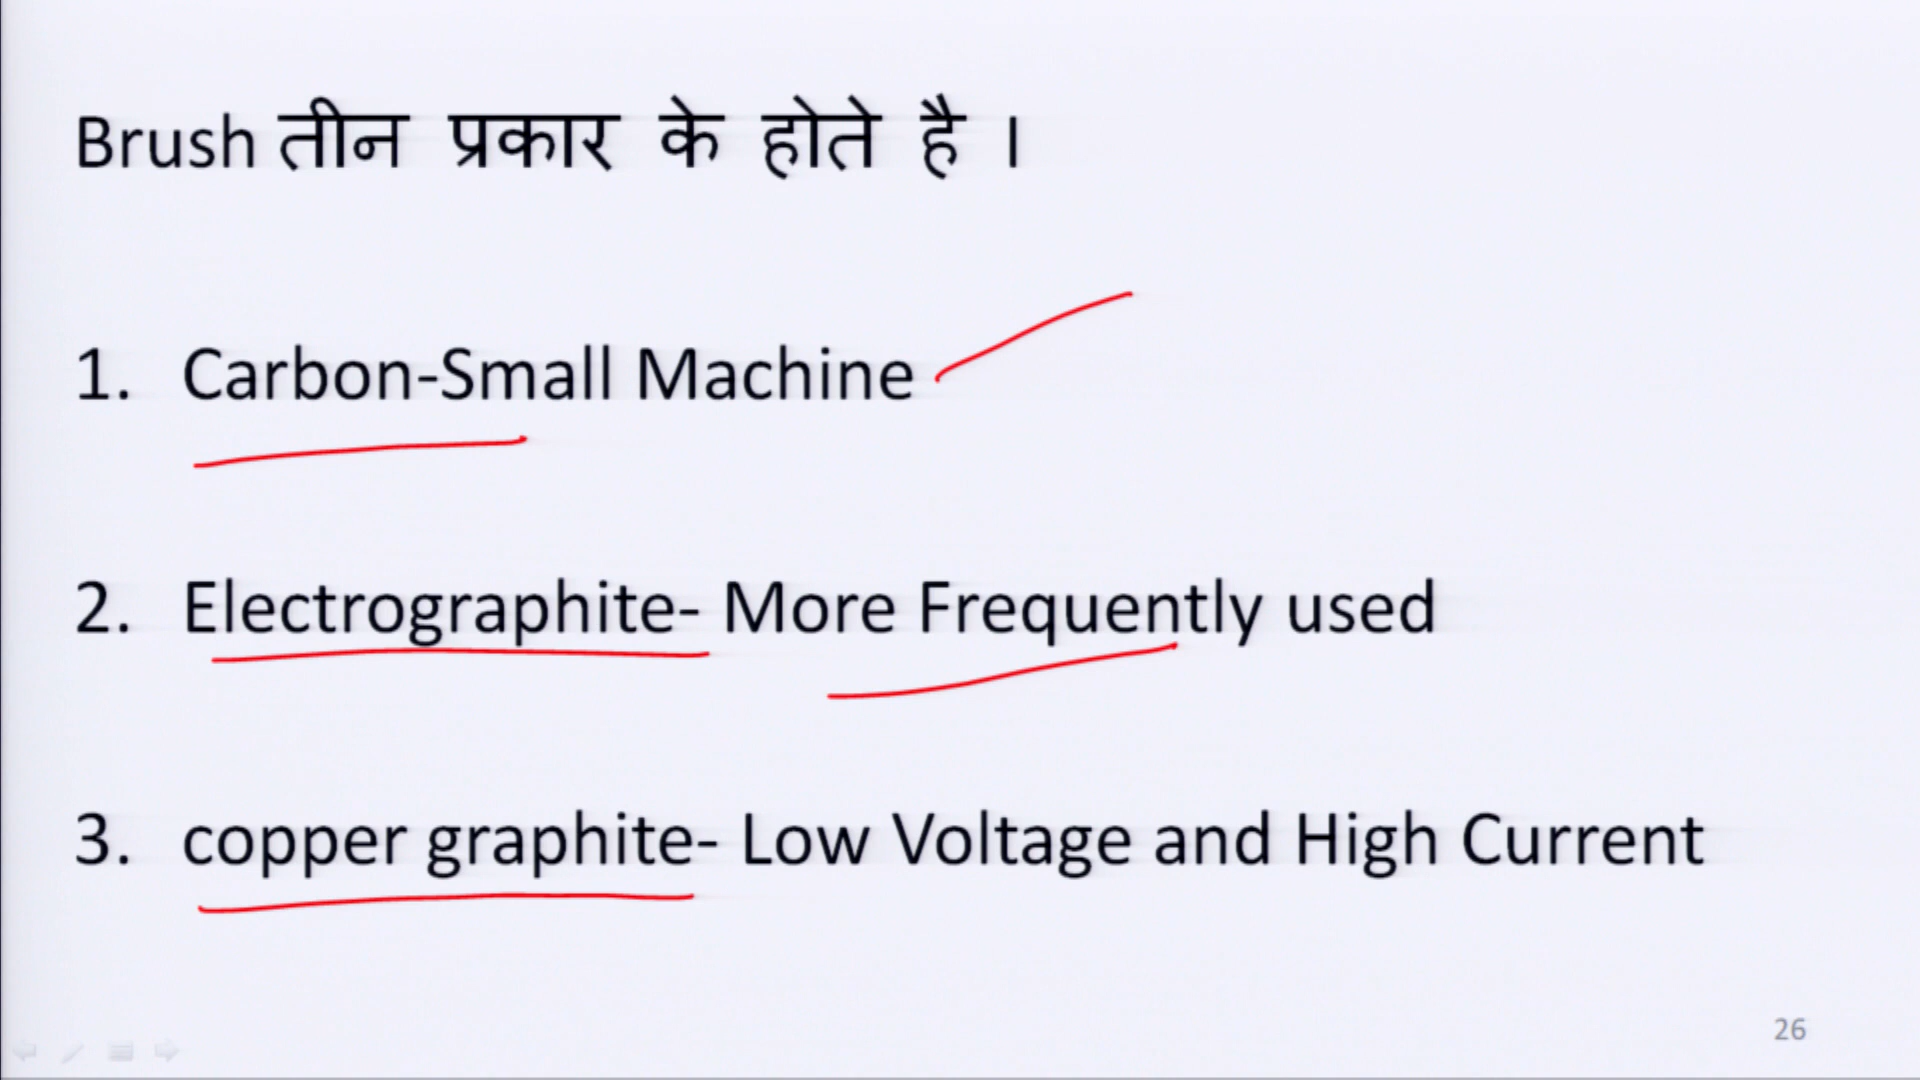 Brush तीन प्रकार के होते है ।
1. Carbon-Small Machine
2. Electrographite- More Frequently used
3. copper graphite- Low Voltage and High Current
26